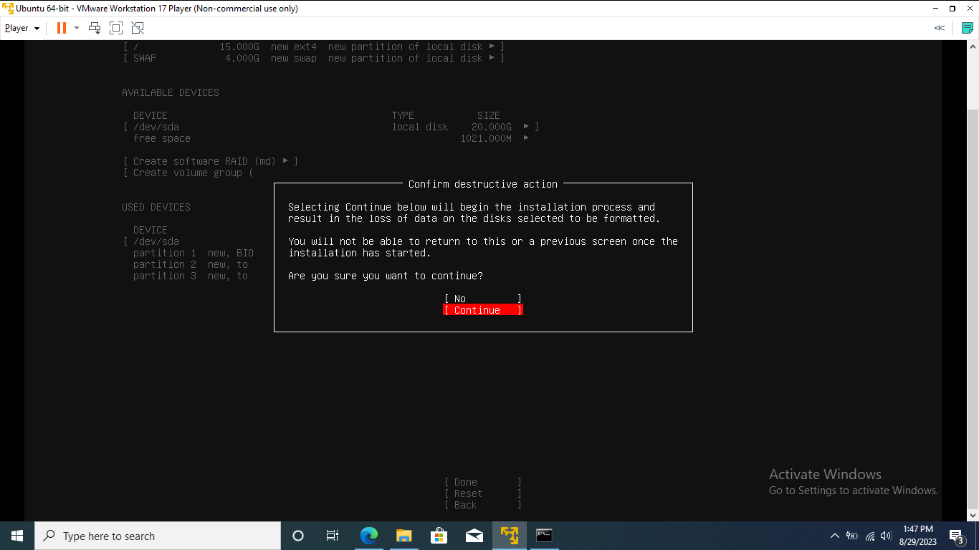 Ubuntu 64-bit - VMware Workstation 17 Player (Non-commercial use only)
Player
[ / 15.000G new ext4 new partition of local disk ▸ ]
[ SWAP 4.000G new swap new partition of local disk ▸ ]
AVAILABLE DEVICES
DEVICE TYPE SIZE
[ /dev/sda local disk 20.000G ▸ ]
free space 1021.000M ▸
[ Create software RAID (md) ▸ ]
[ Create volume group (
Confirm destructive action
Selecting Continue below will begin the installation process and
result in the loss of data on the disks selected to be formatted.
You will not be able to return to this or a previous screen once the
installation has started.
Are you sure you want to continue?
[ No ]
[ Continue ]
USED DEVICES
DEVICE
[ /dev/sda
partition 1 new, BIO
partition 2 new, to
partition 3 new, to
[ Done ]
[ Reset ]
[ Back ]
Activate Windows
Go to Settings to activate Windows.
Type here to search
1:47 PM
8/29/2023
3